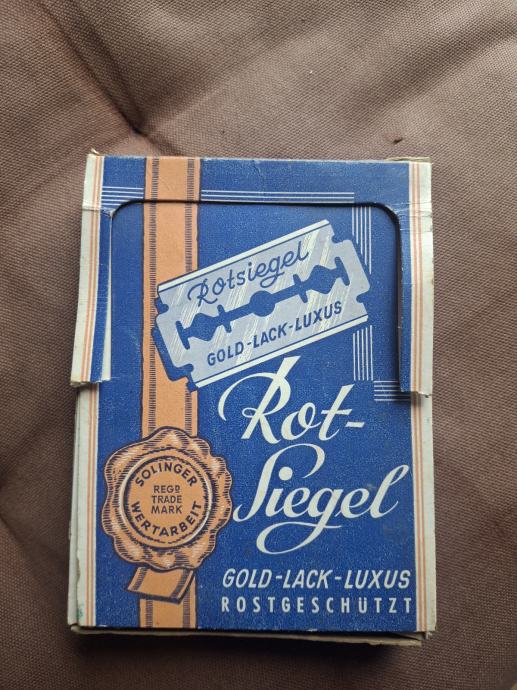 Rotsiegel
GOLD-LACK-LUXUS
Rot-
Siegel
SOLINGER
REGD
TRADE
MARK
WERTARBEIT
GOLD-LACK-LUXUS
ROSTGESCHÜTZT